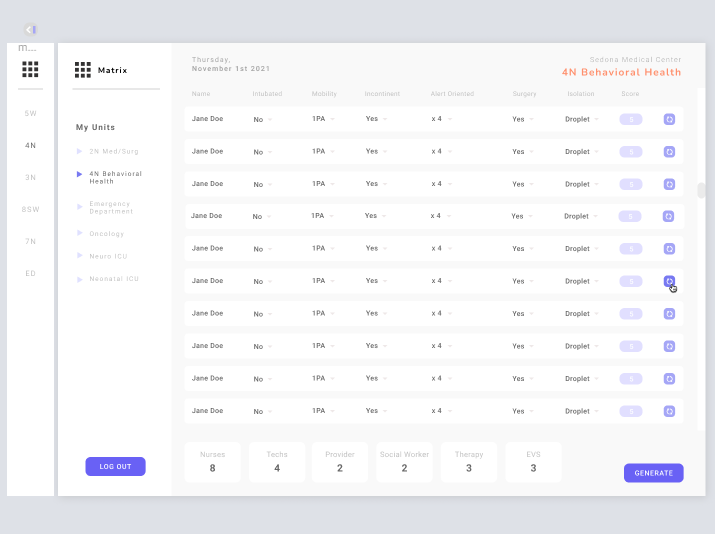 m...
5W
4N
3N
8SW
7N
ED
Matrix
My Units
2N Med/Surg
4N Behavioral
Health
Emergency
Department
Oncology
Neuro ICU
Neonatal ICU
LOG OUT
Thursday,
November 1st 2021
Sedona Medical Center
4N Behavioral Health
Name Intubated Mobility Incontinent Alert Oriented Surgery Isolation Score
Jane Doe No 1PA Yes x 4 Yes Droplet 5
Jane Doe No 1PA Yes x 4 Yes Droplet 5
Jane Doe No 1PA Yes x 4 Yes Droplet 5
Jane Doe No 1PA Yes x 4 Yes Droplet 5
Jane Doe No 1PA Yes x 4 Yes Droplet 5
Jane Doe No 1PA Yes x 4 Yes Droplet 5
Jane Doe No 1PA Yes x 4 Yes Droplet 5
Jane Doe No 1PA Yes x 4 Yes Droplet 5
Jane Doe No 1PA Yes x 4 Yes Droplet 5
Jane Doe No 1PA Yes x 4 Yes Droplet 5
Nurses Techs Provider Social Worker Therapy EVS
8 4 2 2 3 3
GENERATE